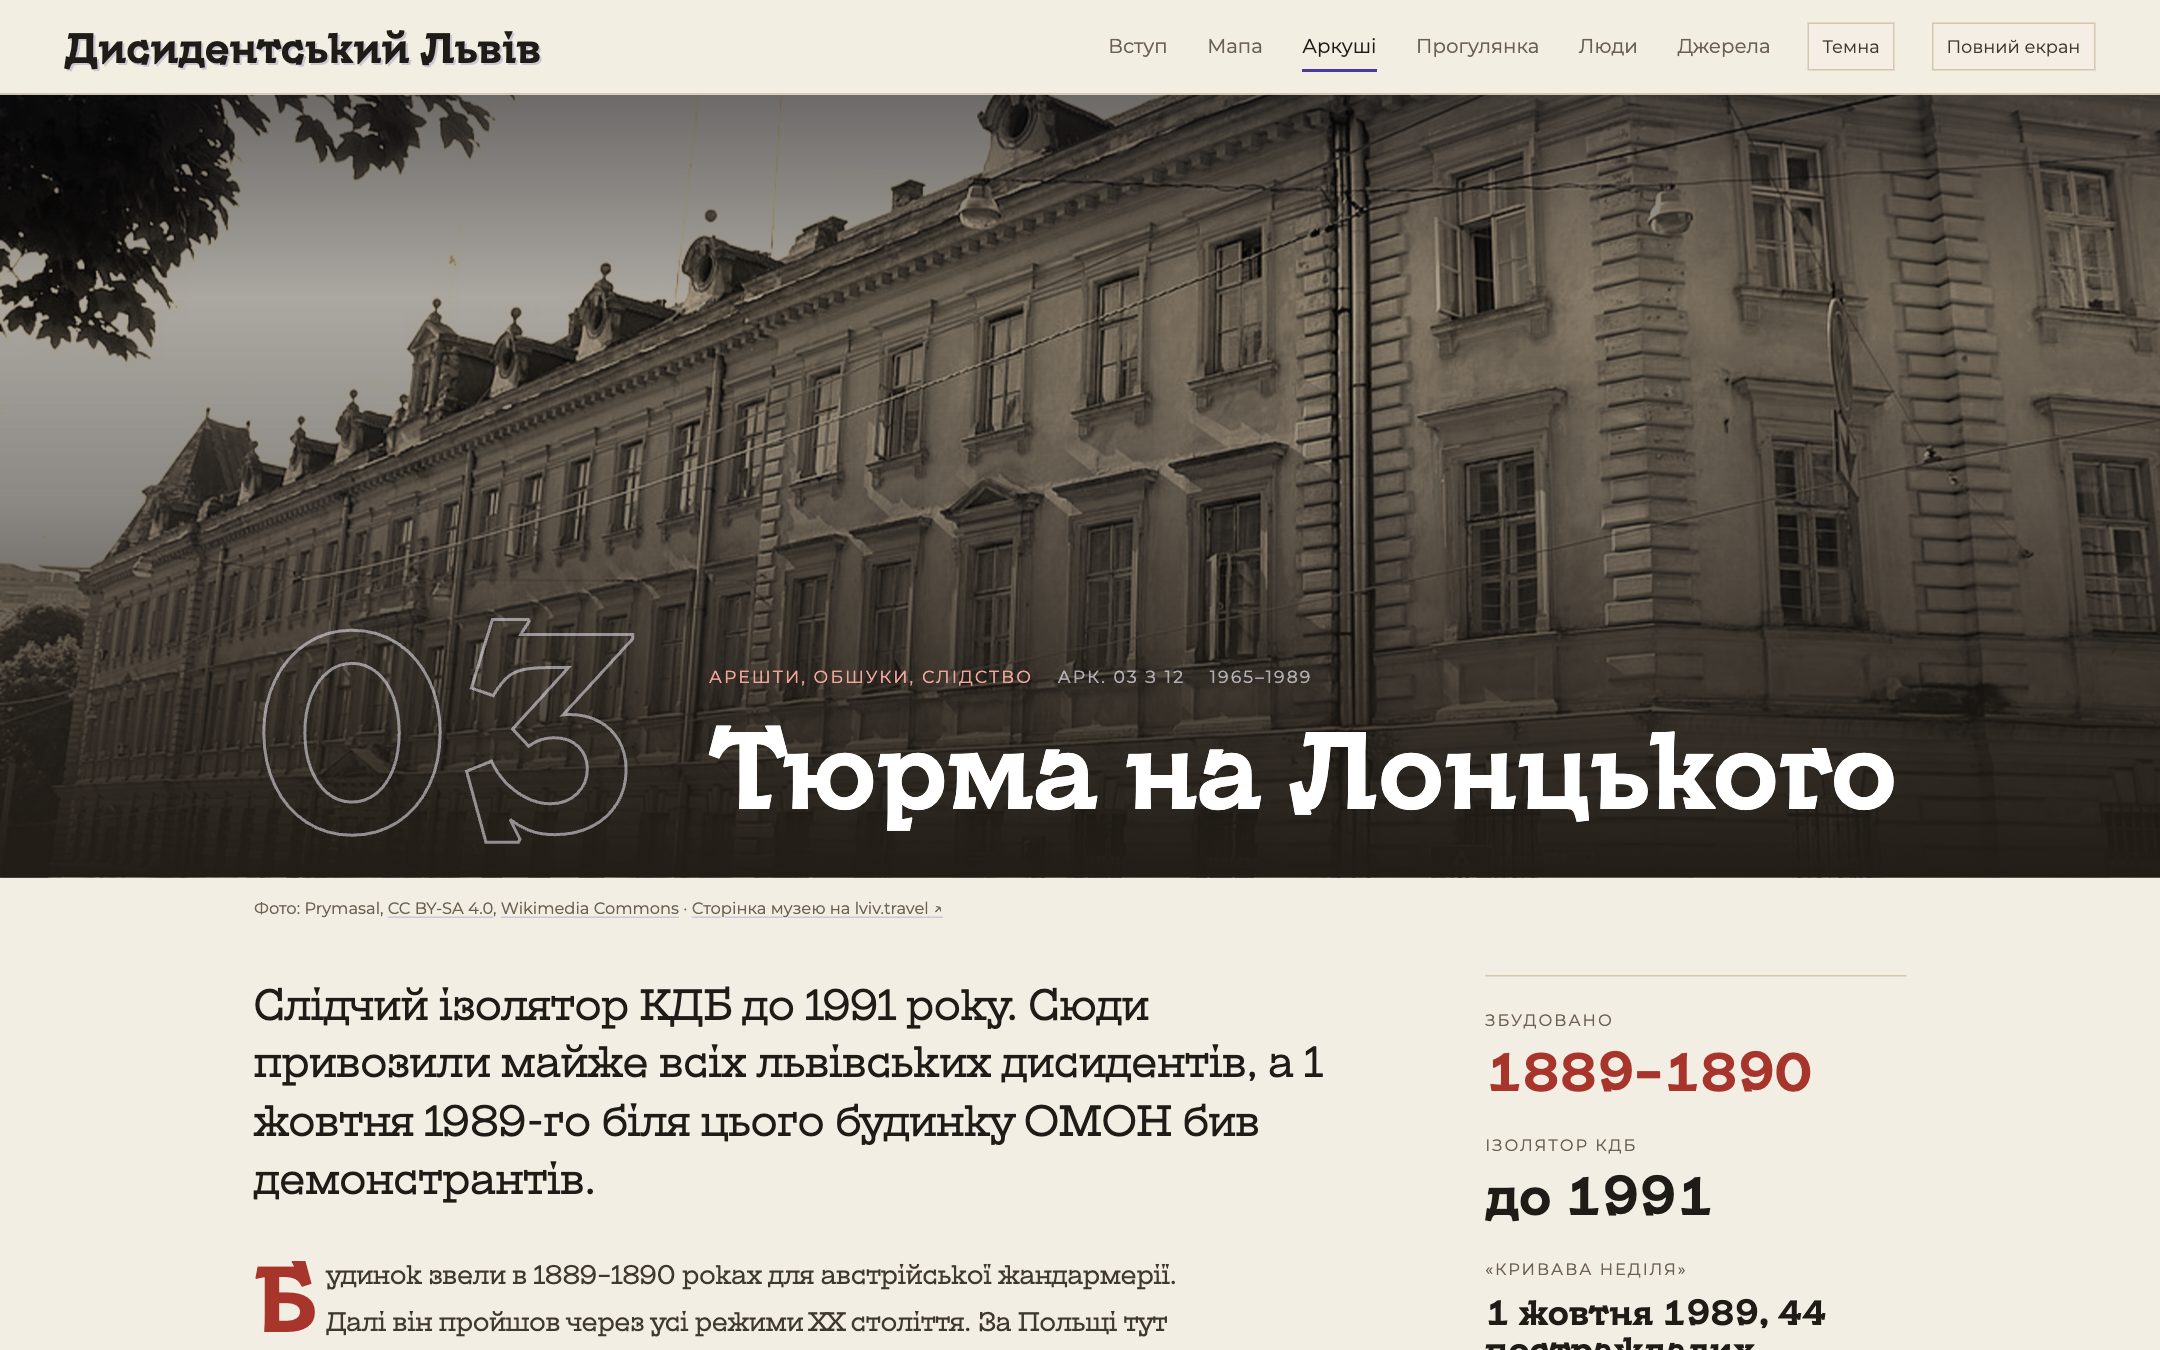 Дисидентський Львів
Вступ Мапа Аркуші Прогулянка Люди Джерела Темна Повний екран
03
АРЕШТИ, ОБШУКИ, СЛІДСТВО АРК. 03 З 12 1965–1989
Тюрма на Лонцького
Фото: Prymasal, CC BY-SA 4.0, Wikimedia Commons · Сторінка музею на lviv.travel ↗
Слідчий ізолятор КДБ до 1991 року. Сюди
привозили майже всіх львівських дисидентів, а 1
жовтня 1989-го біля цього будинку ОМОН бив
демонстрантів.
Будинок звели в 1889–1890 роках для австрійської жандармерії.
Далі він пройшов через усі режими XX століття. За Польщі тут
ЗБУДОВАНО
1889–1890
ІЗОЛЯТОР КДБ
до 1991
«КРИВАВА НЕДІЛЯ»
1 жовтня 1989, 44
постраждалих